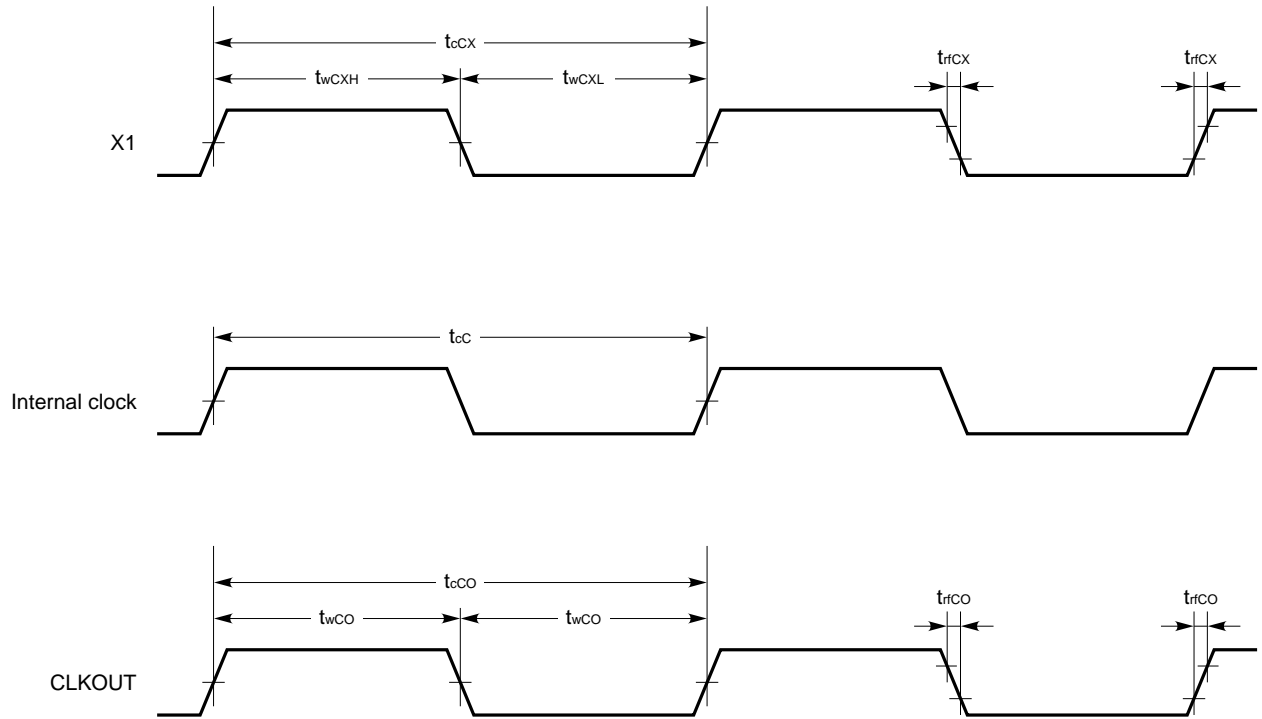 tcCX
twCXH
twCXL
trfCX
trfCX
X1
tcC
Internal clock
tcCO
twCO
twCO
trfCO
trfCO
CLKOUT